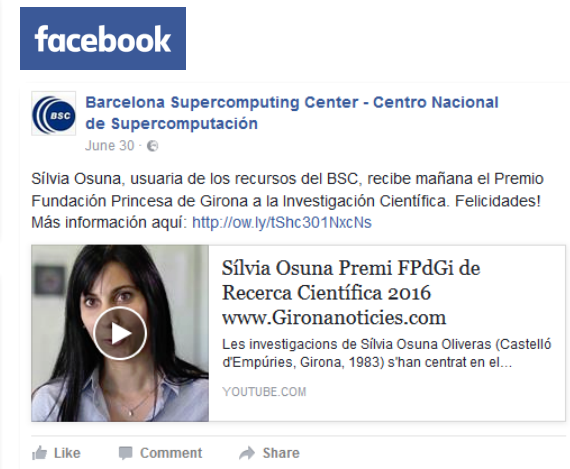 facebook
BSC
Barcelona Supercomputing Center - Centro Nacional
de Supercomputación
June 30 ·
Sílvia Osuna, usuaria de los recursos del BSC, recibe mañana el Premio
Fundación Princesa de Girona a la Investigación Científica. Felicidades!
Más información aquí: http://ow.ly/tShc301NxcNs
Sílvia Osuna Premi FPdGi de
Recerca Científica 2016
www.Gironanoticies.com
Les investigacions de Sílvia Osuna Oliveras (Castelló
d'Empúries, Girona, 1983) s'han centrat en el...
YOUTUBE.COM
Like Comment Share